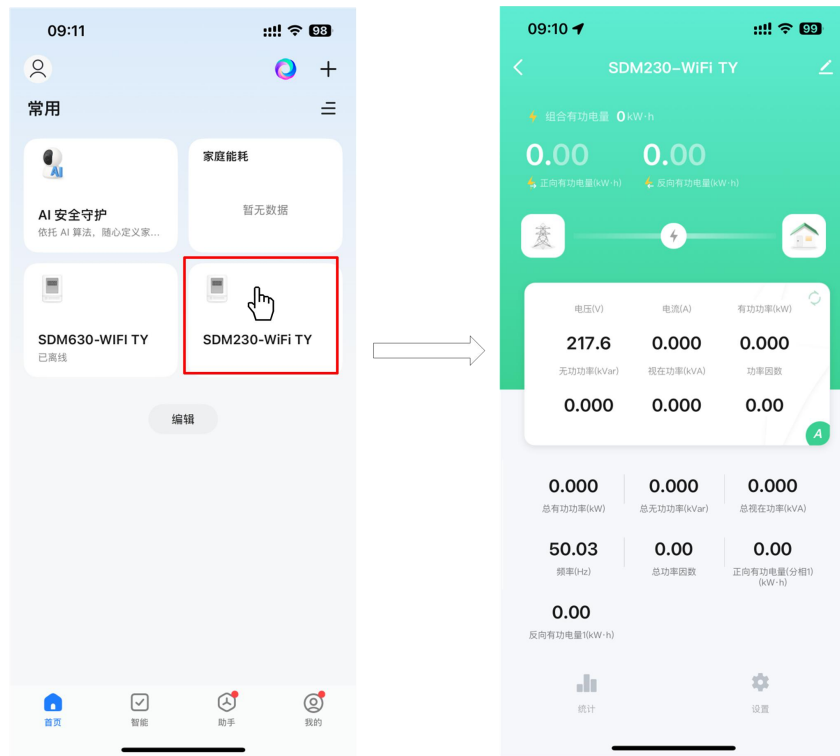 09:11
98
常用
AI
AI 安全守护
依托 AI 算法，随心定义家...
家庭能耗
暂无数据
SDM630-WIFI TY
已离线
SDM230-WiFi TY
编辑
首页
智能
助手
我的
09:10
99
SDM230-WiFi TY
组合有功电量 0kW·h
0.00 0.00
正向有功电量(kW·h) 反向有功电量(kW·h)
电压(V) 电流(A) 有功功率(kW)
217.6 0.000 0.000
无功功率(kVar) 视在功率(kVA) 功率因数
0.000 0.000 0.00
A
0.000 0.000 0.000
总有功功率(kW) 总无功功率(kVar) 总视在功率(kVA)
50.03 0.00 0.00
频率(Hz) 总功率因数 正向有功电量(分相1)
(kW·h)
0.00
反向有功电量1(kW·h)
统计 设置